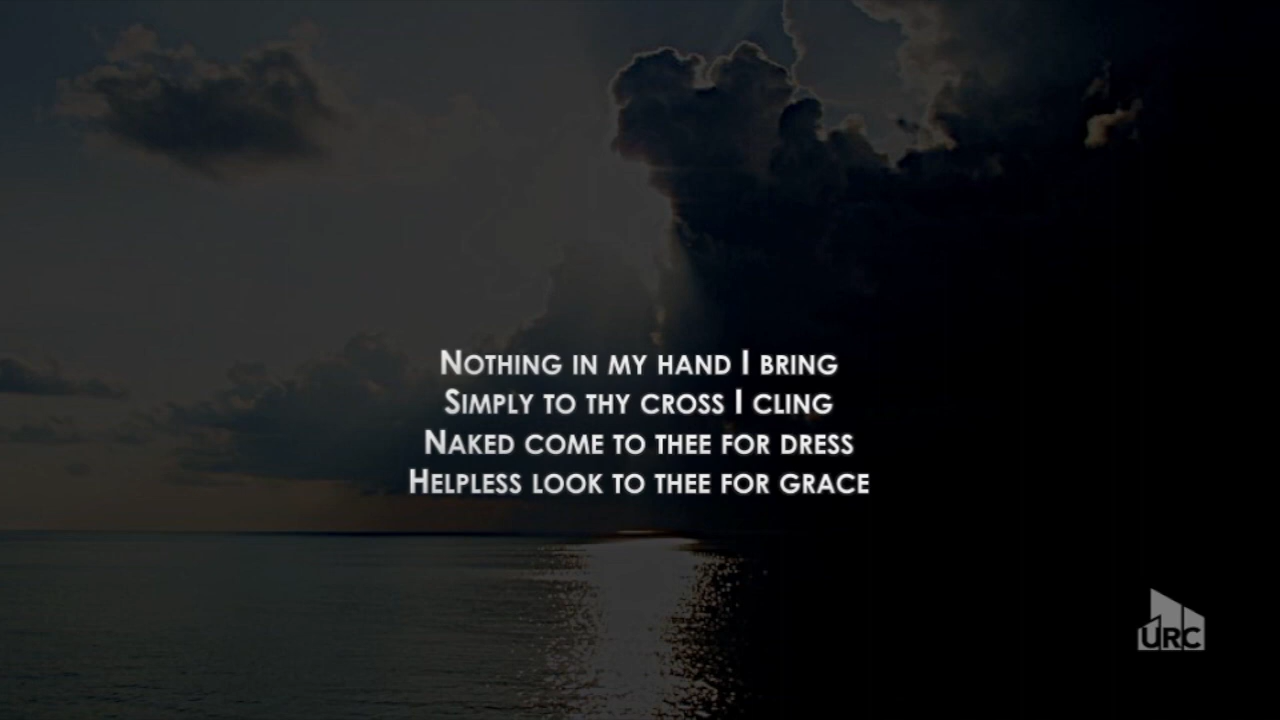 Nothing in my hand I bring
Simply to thy cross I cling
Naked come to thee for dress
Helpless look to thee for grace
URC